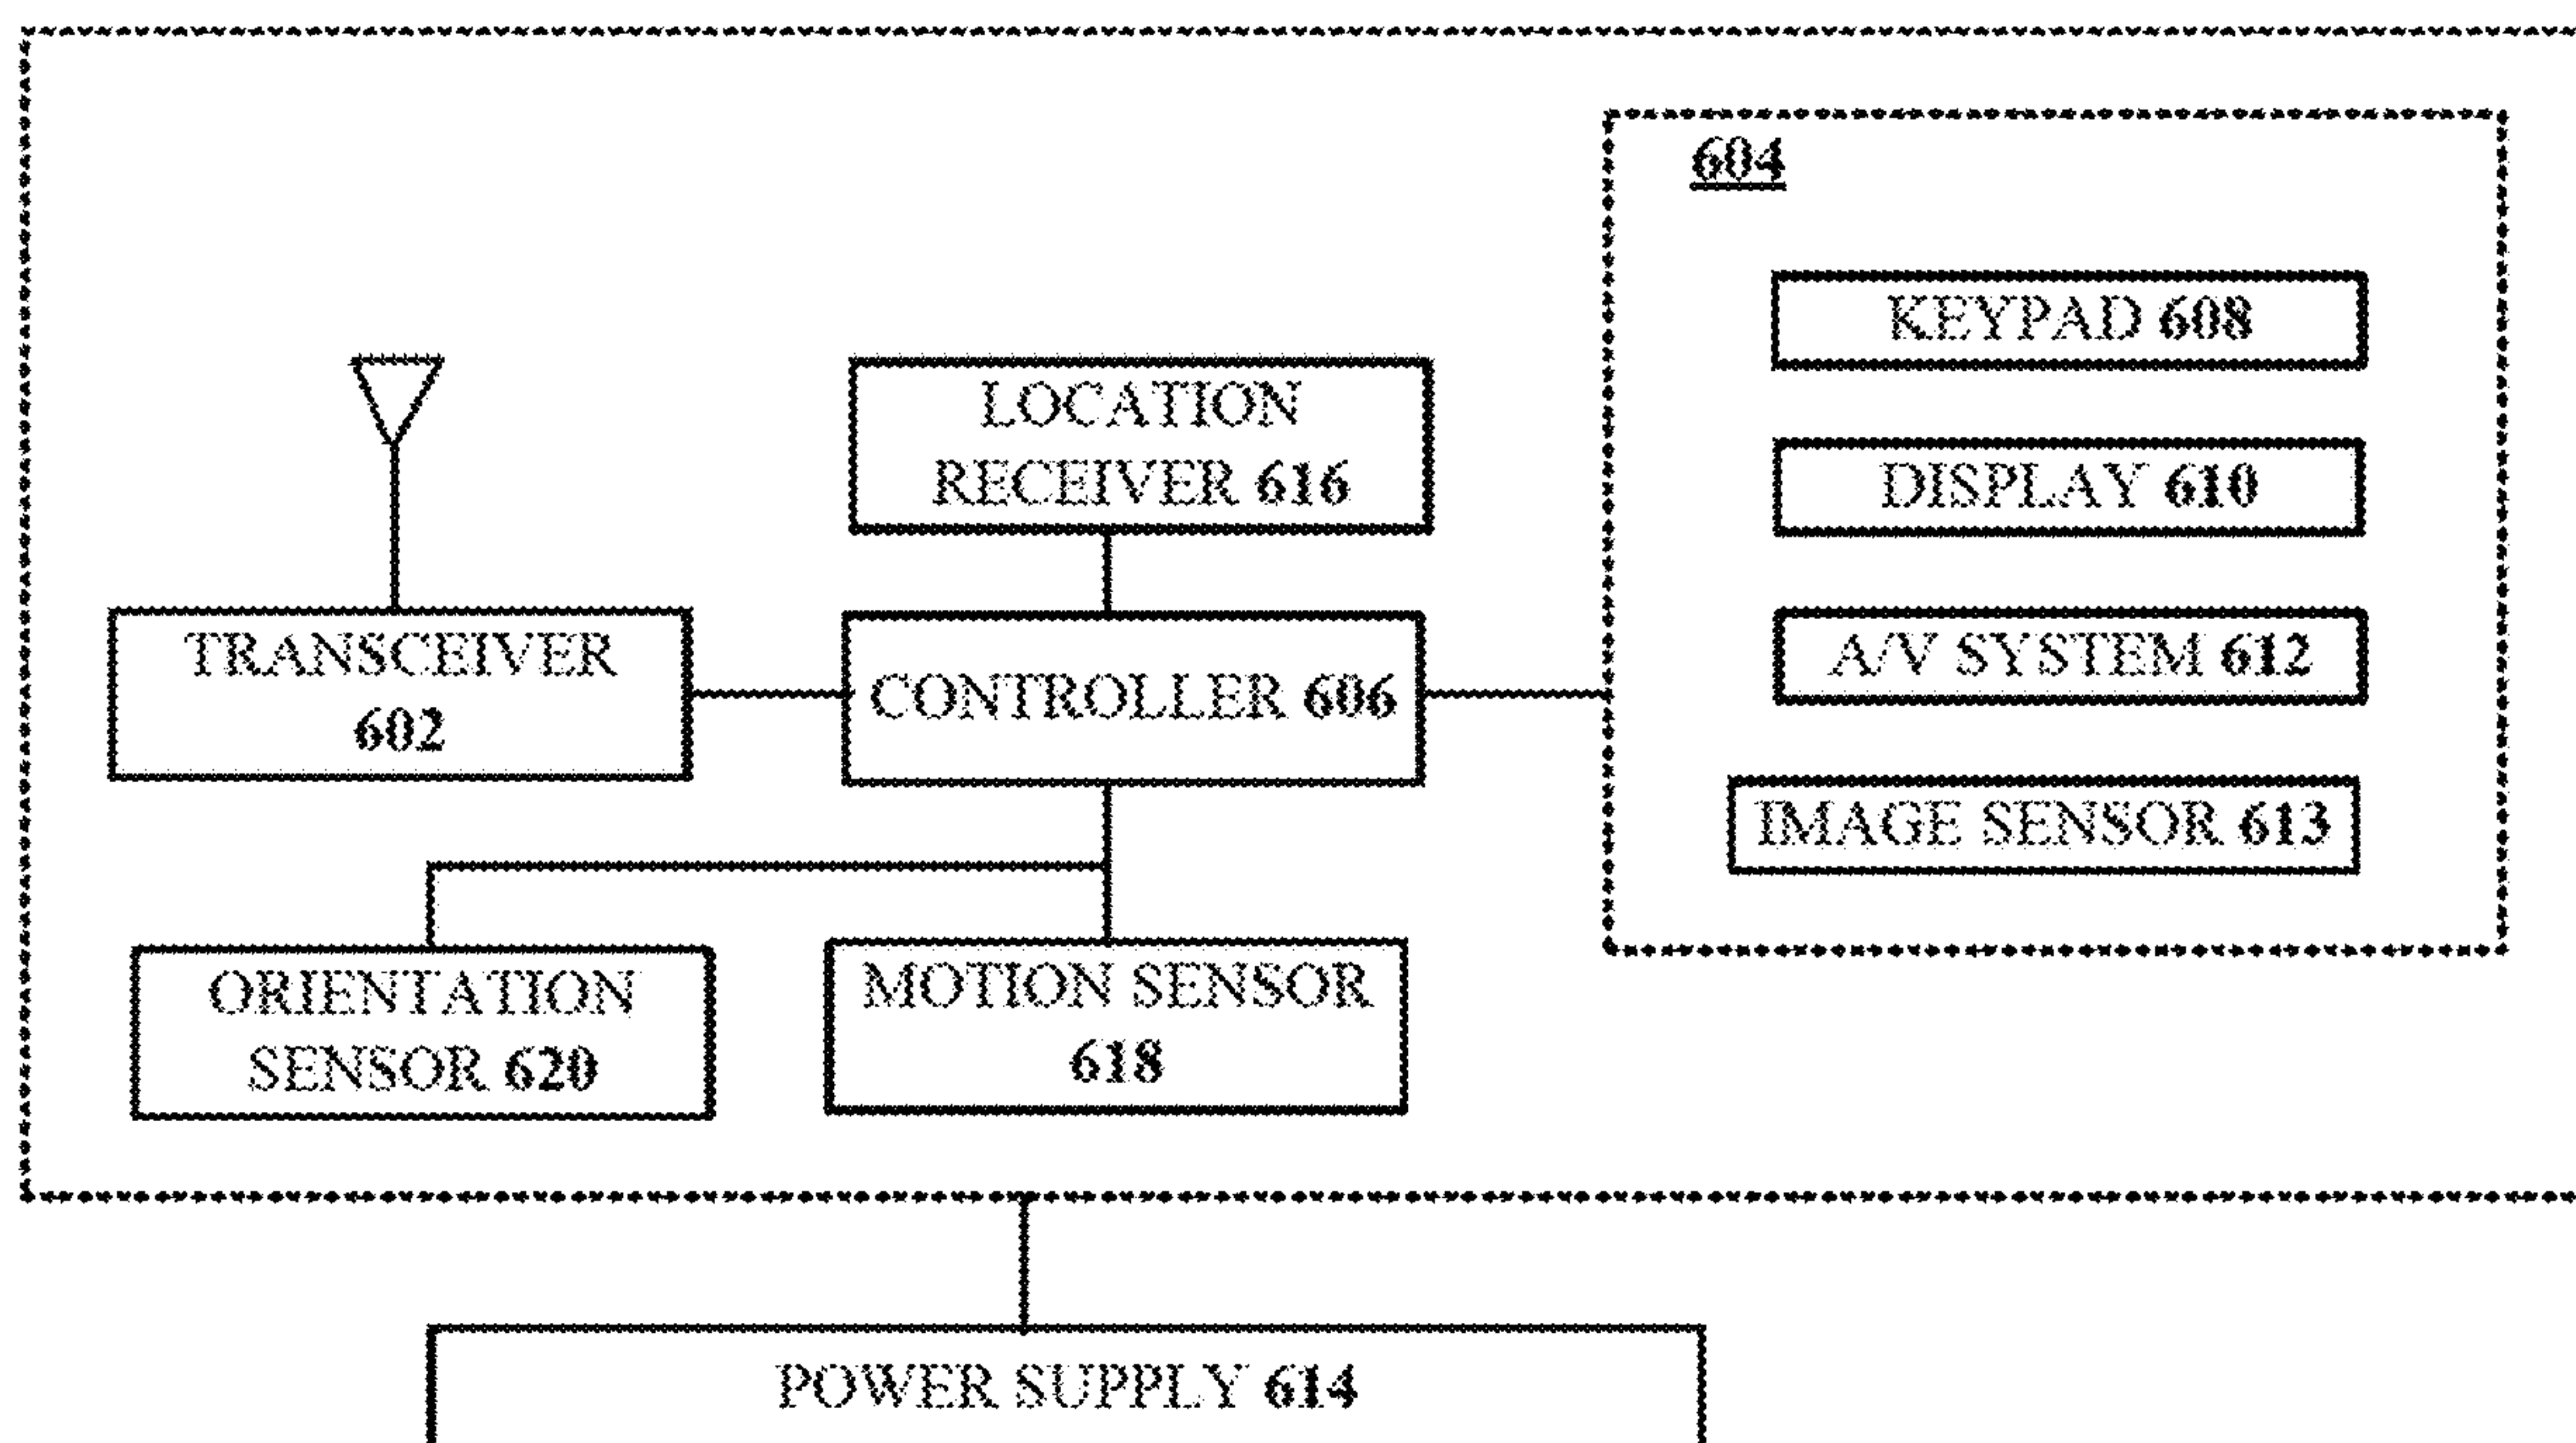 604
KEYPAD 608
LOCATION
RECEIVER 616
DISPLAY 610
TRANSCEIVER
602
CONTROLLER 606
A/V SYSTEM 612
IMAGE SENSOR 613
ORIENTATION
SENSOR 620
MOTION SENSOR
618
POWER SUPPLY 614